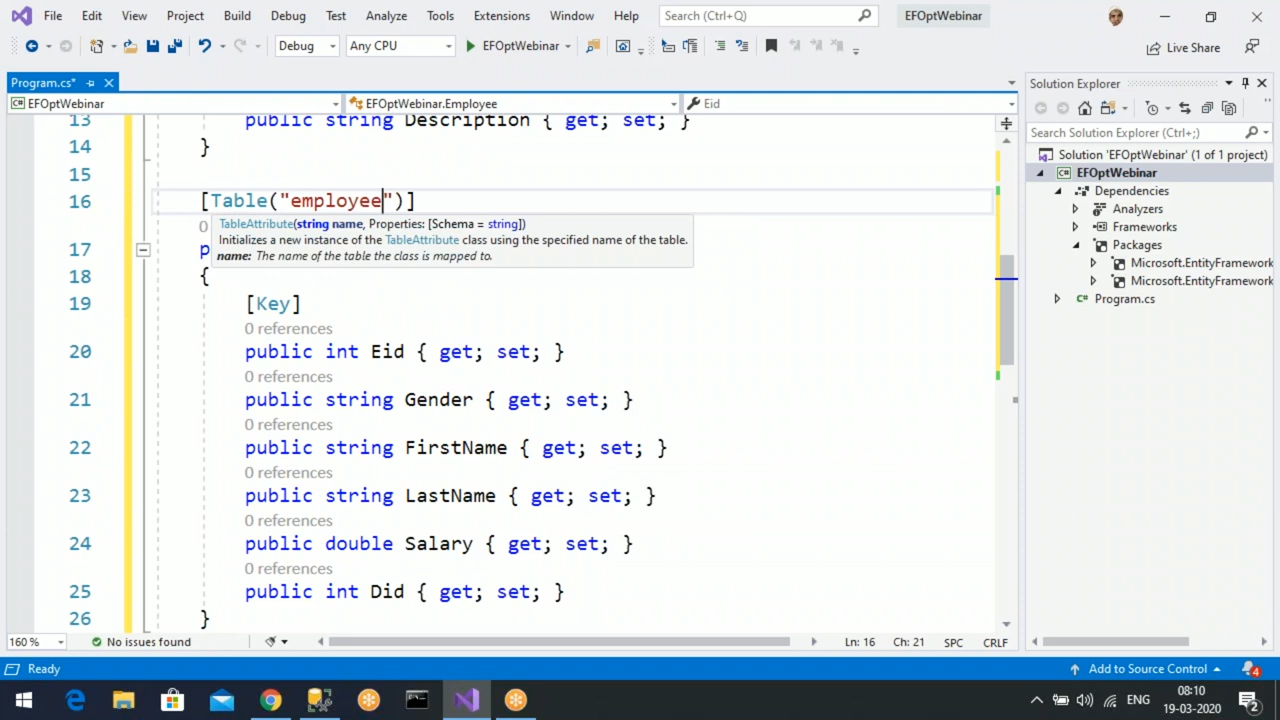 File Edit View Project Build Debug Test Analyze Tools Extensions Window Help Search (Ctrl+Q) EFOptWebinar
Debug Any CPU EFOptWebinar Live Share
Program.cs*
EFOptWebinar EFOptWebinar.Employee Eid
13 public string Description { get; set; }
14 }
15
16 [Table("employee")]
0
TableAttribute(string name, Properties: [Schema = string])
Initializes a new instance of the TableAttribute class using the specified name of the table.
name: The name of the table the class is mapped to.
17 p
18 {
19 [Key]
0 references
20 public int Eid { get; set; }
0 references
21 public string Gender { get; set; }
0 references
22 public string FirstName { get; set; }
0 references
23 public string LastName { get; set; }
0 references
24 public double Salary { get; set; }
0 references
25 public int Did { get; set; }
26 }
160 % No issues found Ln: 16 Ch: 21 SPC CRLF
Solution Explorer
Search Solution Explorer (Ctrl+;)
Solution 'EFOptWebinar' (1 of 1 project)
EFOptWebinar
Dependencies
Analyzers
Frameworks
Packages
Microsoft.EntityFramework
Microsoft.EntityFramework
C# Program.cs
Ready Add to Source Control 4
ENG 08:10
19-03-2020 2